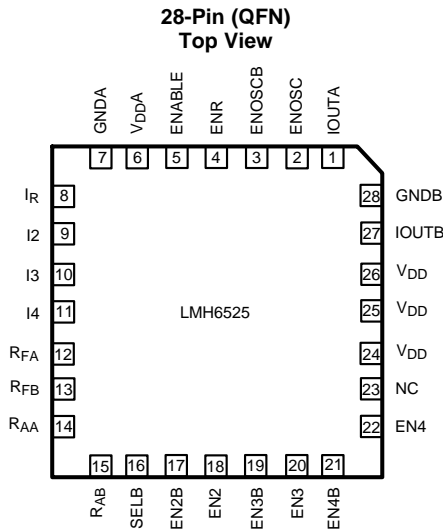 28-Pin (QFN)
Top View
GNDA
VDDA
ENABLE
ENR
ENOSCB
ENOSC
IOUTA
7
6
5
4
3
2
1
IR
8
28
GNDB
I2
9
27
IOUTB
I3
10
26
VDD
I4
11
LMH6525
25
VDD
RFA
12
24
VDD
RFB
13
23
NC
RAA
14
22
EN4
15
16
17
18
19
20
21
RAB
SELB
EN2B
EN2
EN3B
EN3
EN4B